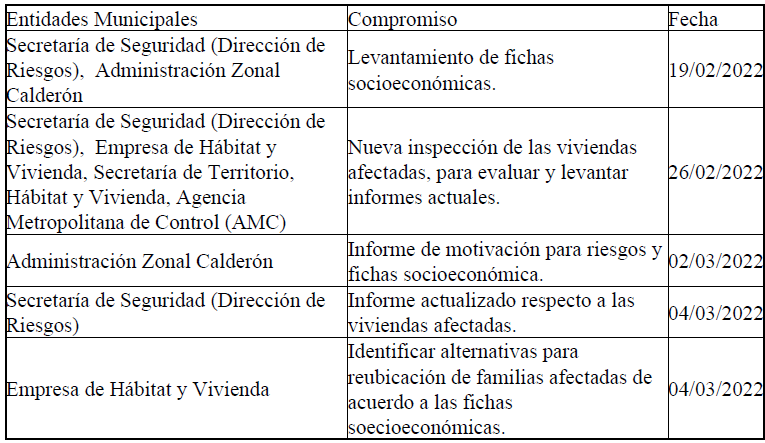 Entidades Municipales Compromiso Fecha
Secretaría de Seguridad (Dirección de
Riesgos), Administración Zonal
Calderón
Levantamiento de fichas
socioeconómicas.
19/02/2022
Secretaría de Seguridad (Dirección de
Riesgos), Empresa de Hábitat y
Vivienda, Secretaría de Territorio,
Hábitat y Vivienda, Agencia
Metropolitana de Control (AMC)
Nueva inspección de las viviendas
afectadas, para evaluar y levantar
informes actuales.
26/02/2022
Administración Zonal Calderón
Informe de motivación para riesgos y
fichas socioeconómica.
02/03/2022
Secretaría de Seguridad (Dirección de
Riesgos)
Informe actualizado respecto a las
viviendas afectadas.
04/03/2022
Empresa de Hábitat y Vivienda
Identificar alternativas para
reubicación de familias afectadas de
acuerdo a las fichas
soecioeconómicas.
04/03/2022